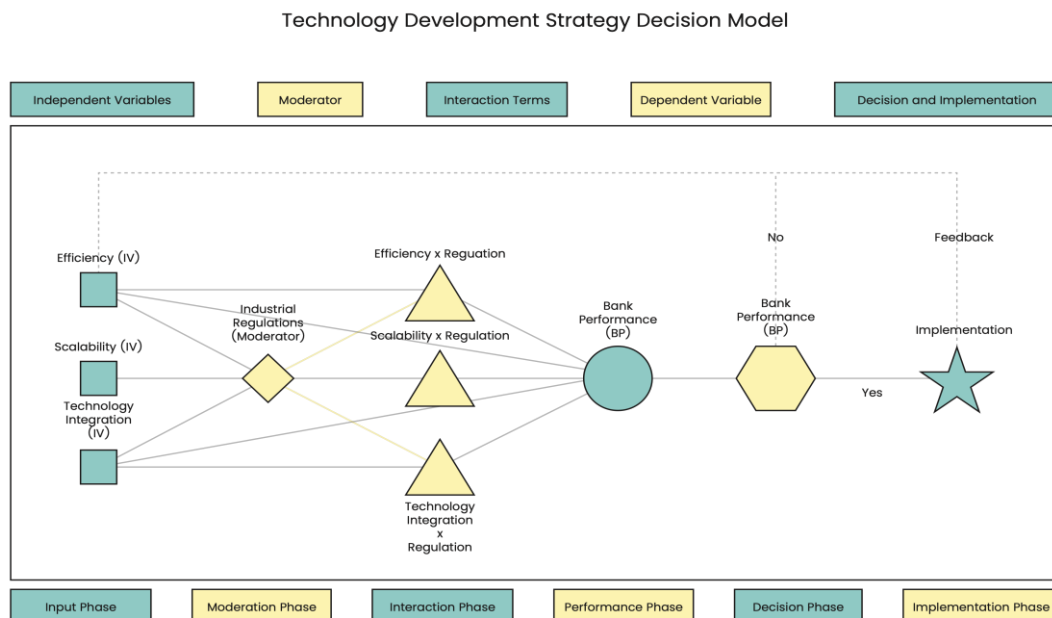 Technology Development Strategy Decision Model
Independent Variables
Moderator
Interaction Terms
Dependent Variable
Decision and Implementation
No
Feedback
Efficiency (IV)
Efficiency x Reguation
Industrial
Regulations
(Moderator)
Bank
Performance
(BP)
Bank
Performance
(BP)
Implementation
Scalability (IV)
Scalability x Regulation
Technology
Integration
(IV)
Yes
Technology
Integration
x
Regulation
Input Phase
Moderation Phase
Interaction Phase
Performance Phase
Decision Phase
Implementation Phase